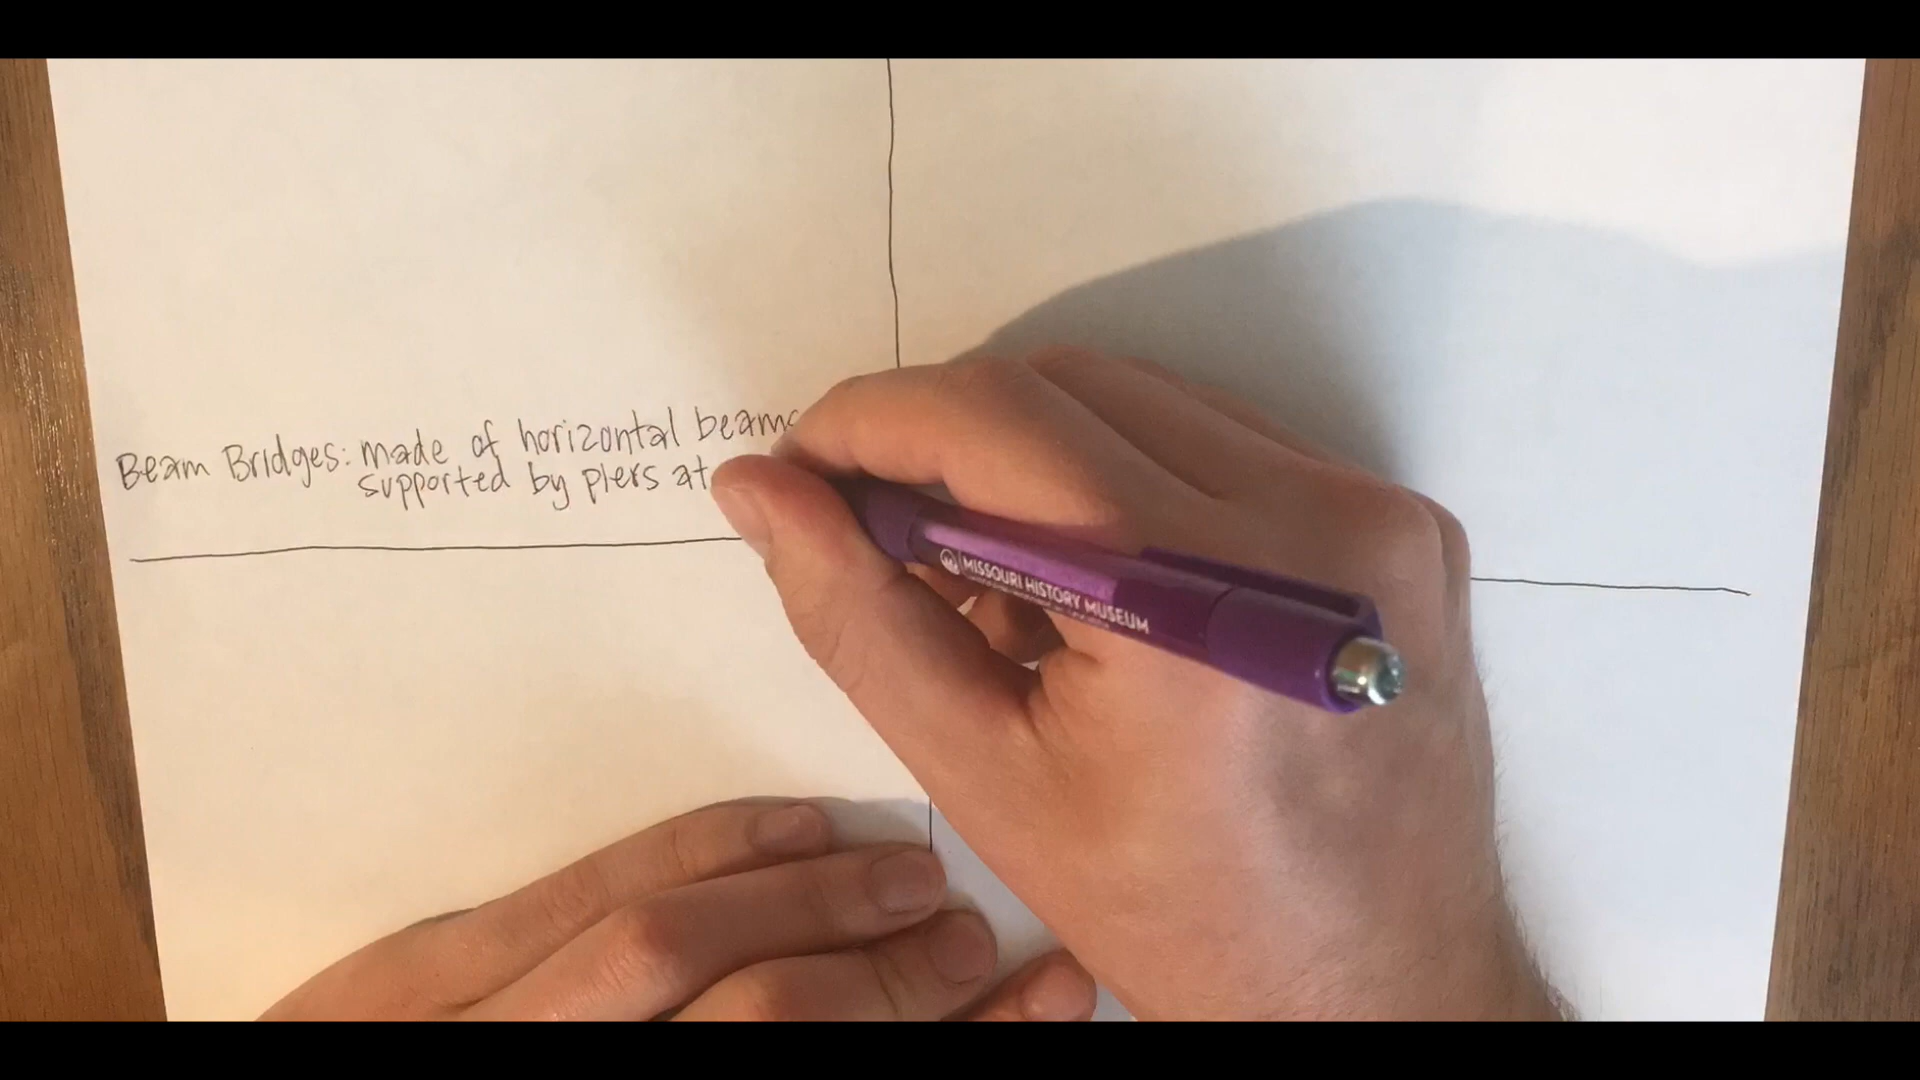 Beam Bridges: made of horizontal beams
supported by piers at
MISSOURI HISTORY MUSEUM